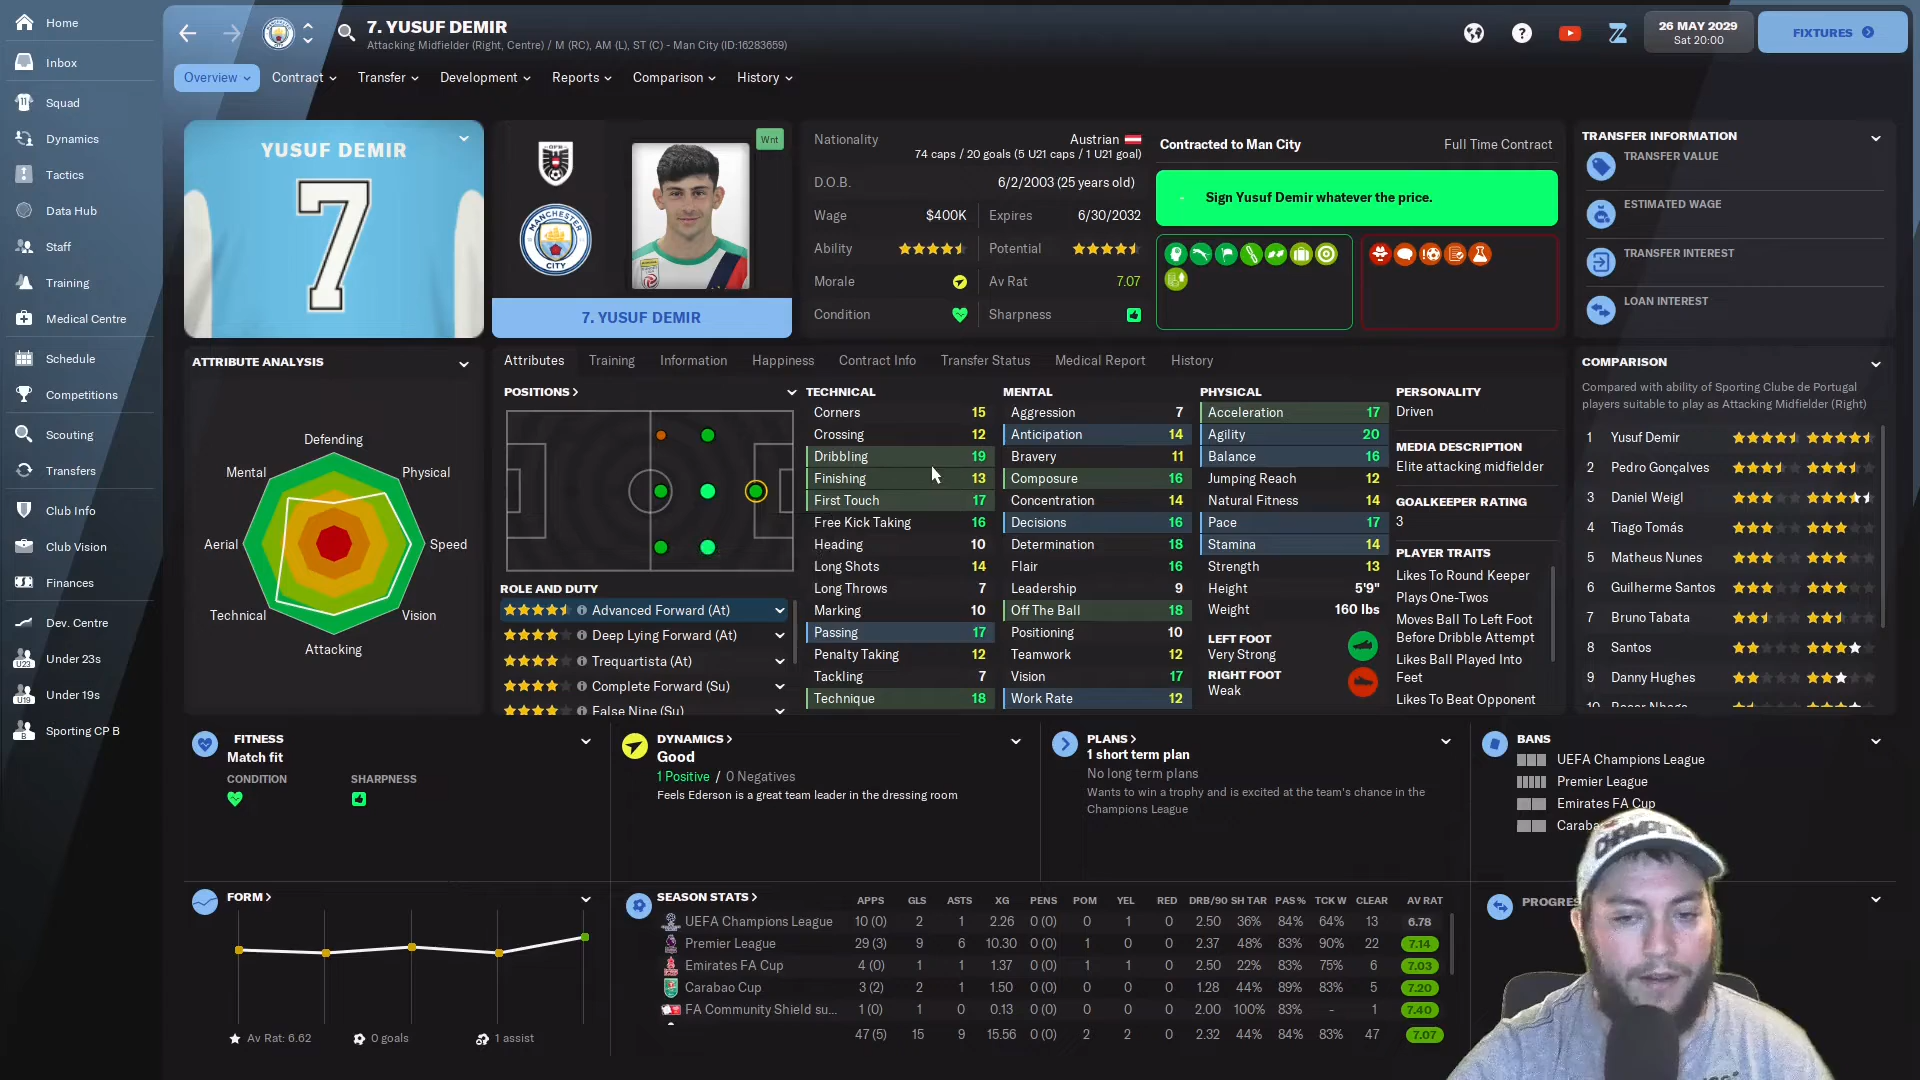 Home
Inbox
Squad
Dynamics
Tactics
Data Hub
Staff
Training
Medical Centre
Schedule
Competitions
Scouting
Transfers
Club Info
Club Vision
Finances
Dev. Centre
U23 Under 23s
U19 Under 19s
B Sporting CP B
7. YUSUF DEMIR
Attacking Midfielder (Right, Centre) / M (RC), AM (L), ST (C) - Man City (ID:16283659)
26 MAY 2029
Sat 20:00
FIXTURES
Overview Contract Transfer Development Reports Comparison History
YUSUF DEMIR
7
Wnt
MANCHESTER
CITY
7. YUSUF DEMIR
Nationality Austrian
74 caps / 20 goals (5 U21 caps / 1 U21 goal)
D.O.B. 6/2/2003 (25 years old)
Wage $400K Expires 6/30/2032
Ability Potential
Morale Av Rat 7.07
Condition Sharpness
Contracted to Man City Full Time Contract
Sign Yusuf Demir whatever the price.
TRANSFER INFORMATION
TRANSFER VALUE
ESTIMATED WAGE
TRANSFER INTEREST
LOAN INTEREST
ATTRIBUTE ANALYSIS
Defending
Mental Physical
Aerial Speed
Technical Vision
Attacking
Attributes Training Information Happiness Contract Info Transfer Status Medical Report History
POSITIONS >
ROLE AND DUTY
Advanced Forward (At)
Deep Lying Forward (At)
Trequartista (At)
Complete Forward (Su)
False Nine (Su)
TECHNICAL
Corners 15
Crossing 12
Dribbling 19
Finishing 13
First Touch 17
Free Kick Taking 16
Heading 10
Long Shots 14
Long Throws 7
Marking 10
Passing 17
Penalty Taking 12
Tackling 7
Technique 18
MENTAL
Aggression 7
Anticipation 14
Bravery 11
Composure 16
Concentration 14
Decisions 16
Determination 18
Flair 16
Leadership 9
Off The Ball 18
Positioning 10
Teamwork 12
Vision 17
Work Rate 12
PHYSICAL
Acceleration 17
Agility 20
Balance 16
Jumping Reach 12
Natural Fitness 14
Pace 17
Stamina 14
Strength 13
Height 5'9"
Weight 160 lbs
LEFT FOOT
Very Strong
RIGHT FOOT
Weak
PERSONALITY
Driven
MEDIA DESCRIPTION
Elite attacking midfielder
GOALKEEPER RATING
3
PLAYER TRAITS
Likes To Round Keeper
Plays One-Twos
Moves Ball To Left Foot
Before Dribble Attempt
Likes Ball Played Into
Feet
Likes To Beat Opponent
COMPARISON
Compared with ability of Sporting Clube de Portugal
players suitable to play as Attacking Midfielder (Right)
1 Yusuf Demir
2 Pedro Gonçalves
3 Daniel Weigl
4 Tiago Tomás
5 Matheus Nunes
6 Guilherme Santos
7 Bruno Tabata
8 Santos
9 Danny Hughes
FITNESS
Match fit
CONDITION SHARPNESS
DYNAMICS >
Good
1 Positive / 0 Negatives
Feels Ederson is a great team leader in the dressing room
PLANS >
1 short term plan
No long term plans
Wants to win a trophy and is excited at the team's chance in the
Champions League
BANS
UEFA Champions League
Premier League
Emirates FA Cup
FORM >
Av Rat: 6.62 0 goals 1 assist
SEASON STATS > APPS GLS ASTS XG PENS POM YEL RED DRB/90 SH TAR PAS % TCK W CLEAR AV RAT
UEFA Champions League 10 (0) 2 1 2.26 0 (0) 0 1 0 2.50 36% 84% 64% 13 6.78
Premier League 29 (3) 9 6 10.30 0 (0) 1 0 0 2.37 48% 83% 90% 22 7.14
Emirates FA Cup 4 (0) 1 1 1.37 0 (0) 1 1 0 2.50 22% 83% 75% 6 7.03
Carabao Cup 3 (2) 2 1 1.50 0 (0) 0 0 0 1.28 44% 89% 83% 5 7.20
FA Community Shield su... 1 (0) 1 0 0.13 0 (0) 0 0 0 2.00 100% 83% - 1 7.40
47 (5) 15 9 15.56 0 (0) 2 2 0 2.32 44% 84% 83% 47 7.07